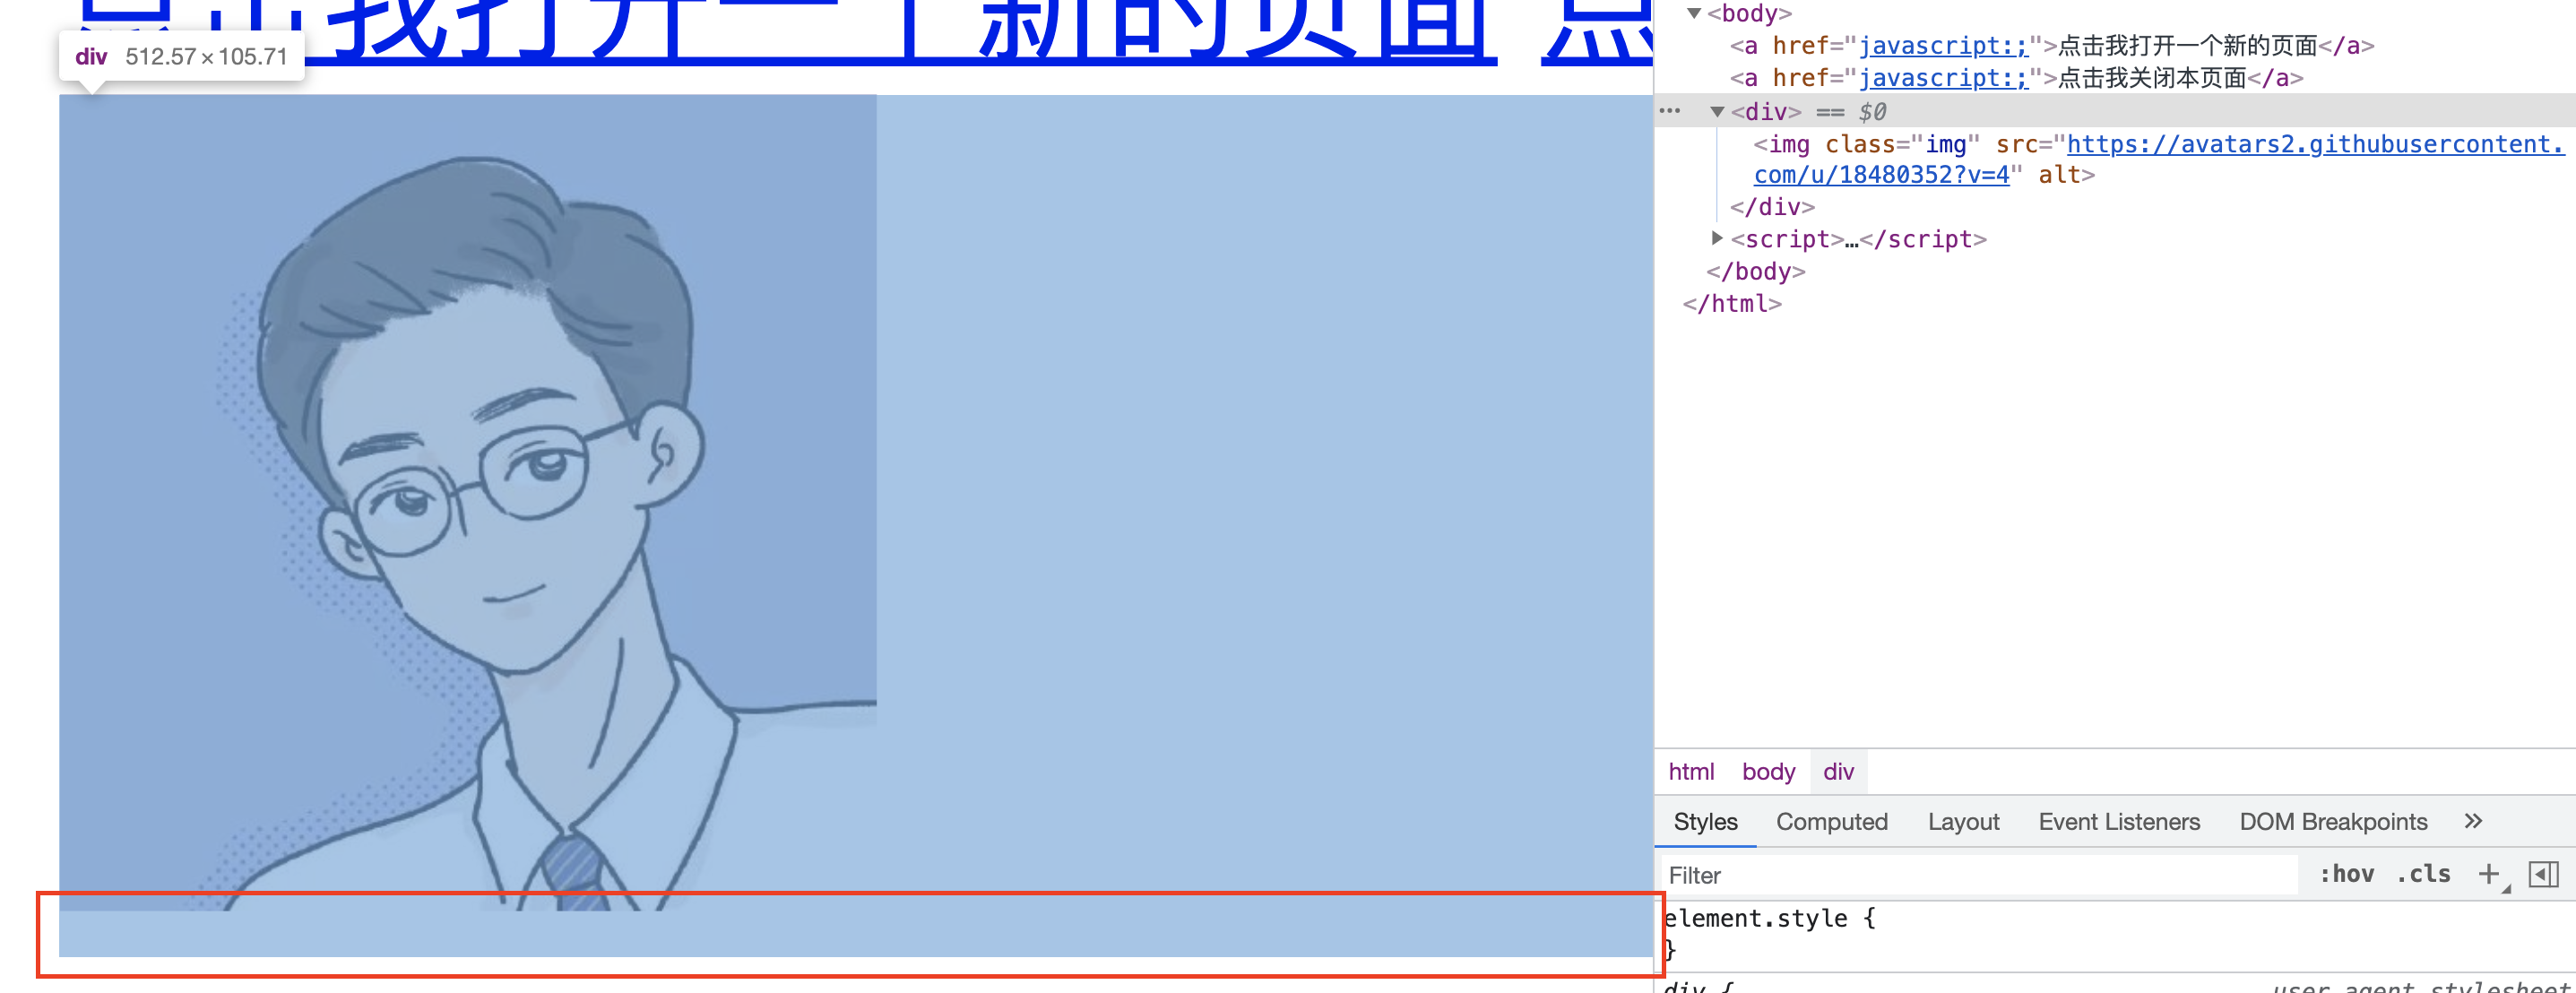 点击我打开一个新的页面 点
div 512.57 × 105.71
▼<body>
<a href="javascript:;">点击我打开一个新的页面</a>
<a href="javascript:;">点击我关闭本页面</a>
••• ▼<div> == $0
<img class="img" src="https://avatars2.githubusercontent.
com/u/18480352?v=4" alt>
</div>
▶<script>…</script>
</body>
</html>
html body div
Styles Computed Layout Event Listeners DOM Breakpoints »
Filter :hov .cls +
element.style {
}
div { user agent stylesheet